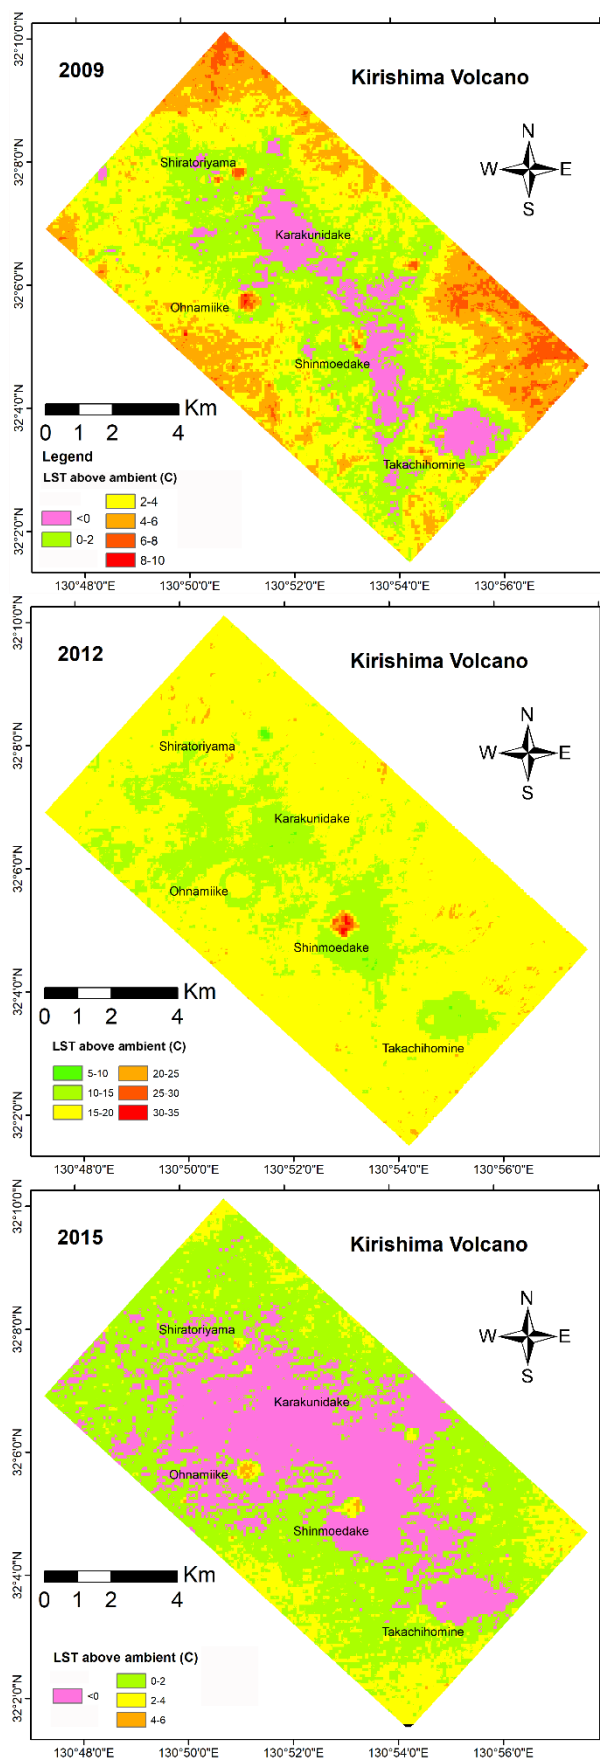 2009
Kirishima Volcano
N
W E
S
Shiratoriyama
Karakunidake
Ohnamiike
Shinmoedake
Takachihomine
Km
0 1 2 4
Legend
LST above ambient (C)
<0
0-2
2-4
4-6
6-8
8-10
32°10'0"N
32°8'0"N
32°6'0"N
32°4'0"N
32°2'0"N
130°48'0"E 130°50'0"E 130°52'0"E 130°54'0"E 130°56'0"E
2012
Kirishima Volcano
N
W E
S
Shiratoriyama
Karakunidake
Ohnamiike
Shinmoedake
Takachihomine
Km
0 1 2 4
LST above ambient (C)
5-10
10-15
15-20
20-25
25-30
30-35
32°10'0"N
32°8'0"N
32°6'0"N
32°4'0"N
32°2'0"N
130°48'0"E 130°50'0"E 130°52'0"E 130°54'0"E 130°56'0"E
2015
Kirishima Volcano
N
W E
S
Shiratoriyama
Karakunidake
Ohnamiike
Shinmoedake
Takachihomine
Km
0 1 2 4
LST above ambient (C)
<0
0-2
2-4
4-6
32°10'0"N
32°8'0"N
32°6'0"N
32°4'0"N
32°2'0"N
130°48'0"E 130°50'0"E 130°52'0"E 130°54'0"E 130°56'0"E